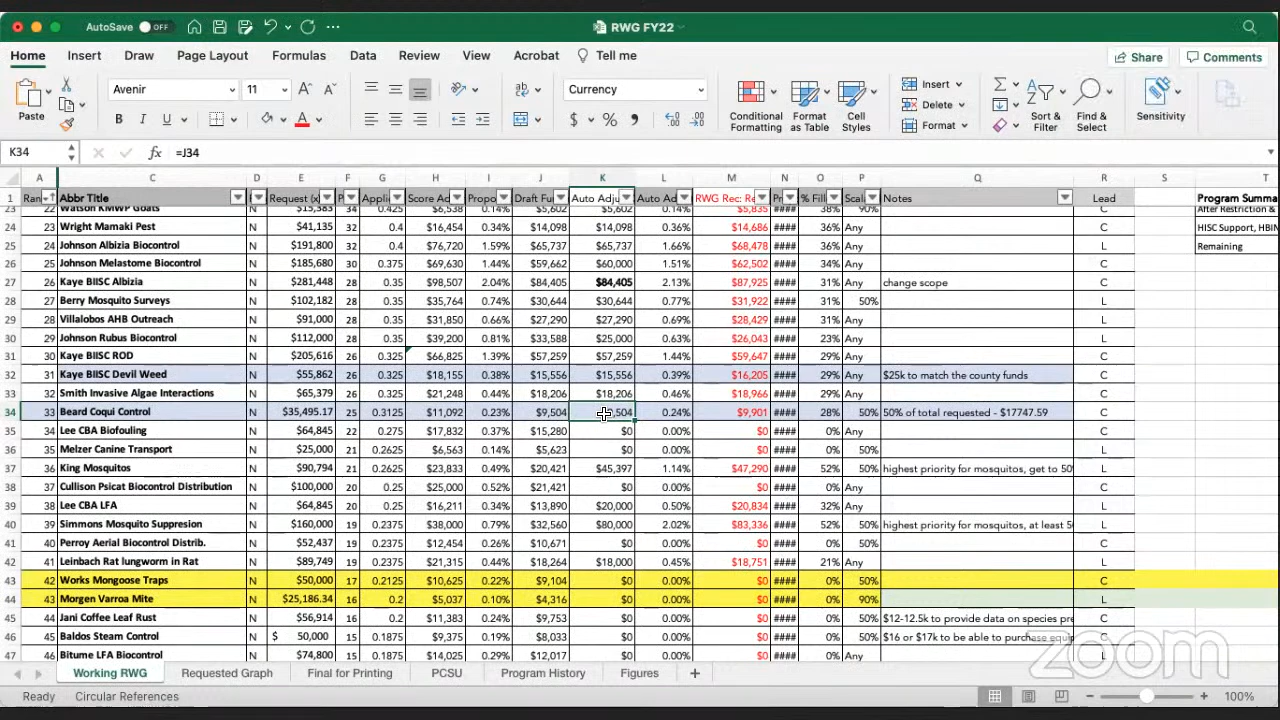 AutoSave OFF RWG FY22
Home Insert Draw Page Layout Formulas Data Review View Acrobat Tell me Share Comments
Avenir 11 Currency Insert
Paste Delete
B I U Conditional Formatting Format as Table Cell Styles Format Sort & Filter Find & Select Sensitivity
K34 fx =J34
A C D E F G H I J K L M N O P Q R S T
1 Ran Abbr Title Request (x Appli Score Ad Propo Draft Fu Auto Adju Auto Ad RWG Rec: Re Pr % Fill Scal Notes Lead Program Summa
23 22 Watson KMWP Goats N $15,383 34 0.425 $6,538 0.14% $5,602 $5,602 0.14% $5,835 #### 38% 90% C After Restriction &
24 23 Wright Mamaki Pest N $41,135 32 0.4 $16,454 0.34% $14,098 $14,098 0.36% $14,686 #### 36% Any C HISC Support, HBIN
25 24 Johnson Albizia Biocontrol N $191,800 32 0.4 $76,720 1.59% $65,737 $65,737 1.66% $68,478 #### 36% Any L Remaining
26 25 Johnson Melastome Biocontrol N $185,680 30 0.375 $69,630 1.44% $59,662 $60,000 1.51% $62,502 #### 34% Any C
27 26 Kaye BIISC Albizia N $281,448 28 0.35 $98,507 2.04% $84,405 $84,405 2.13% $87,925 #### 31% Any change scope C
28 27 Berry Mosquito Surveys N $102,182 28 0.35 $35,764 0.74% $30,644 $30,644 0.77% $31,922 #### 31% 50% L
29 28 Villalobos AHB Outreach N $91,000 28 0.35 $31,850 0.66% $27,290 $27,290 0.69% $28,429 #### 31% Any L
30 29 Johnson Rubus Biocontrol N $112,000 28 0.35 $39,200 0.81% $33,588 $25,000 0.63% $26,043 #### 23% Any L
31 30 Kaye BIISC ROD N $205,616 26 0.325 $66,825 1.39% $57,259 $57,259 1.44% $59,647 #### 29% Any C
32 31 Kaye BIISC Devil Weed N $55,862 26 0.325 $18,155 0.38% $15,556 $15,556 0.39% $16,205 #### 29% Any $25k to match the county funds C
33 32 Smith Invasive Algae Interactions N $65,379 26 0.325 $21,248 0.44% $18,206 $18,206 0.46% $18,966 #### 29% Any L
34 33 Beard Coqui Control N $35,495.17 25 0.3125 $11,092 0.23% $9,504 ,504 0.24% $9,901 #### 28% 50% 50% of total requested - $17747.59 C
35 34 Lee CBA Biofouling N $64,845 22 0.275 $17,832 0.37% $15,280 $0 0.00% $0 #### 0% Any C
36 35 Melzer Canine Transport N $25,000 21 0.2625 $6,563 0.14% $5,623 $0 0.00% $0 #### 0% 50% L
37 36 King Mosquitos N $90,794 21 0.2625 $23,833 0.49% $20,421 $45,397 1.14% $47,290 #### 52% 50% highest priority for mosquitos, get to 50% L
38 37 Cullison Psicat Biocontrol Distribution N $100,000 20 0.25 $25,000 0.52% $21,421 $0 0.00% $0 #### 0% Any C
39 38 Lee CBA LFA N $64,845 20 0.25 $16,211 0.34% $13,890 $20,000 0.50% $20,834 #### 32% Any L
40 39 Simmons Mosquito Suppresion N $160,000 19 0.2375 $38,000 0.79% $32,560 $80,000 2.02% $83,336 #### 52% 50% highest priority for mosquitos, at least 5 L
41 40 Perroy Aerial Biocontrol Distrib. N $52,437 19 0.2375 $12,454 0.26% $10,671 $0 0.00% $0 #### 0% 50% C
42 41 Leinbach Rat lungworm in Rat N $89,749 19 0.2375 $21,315 0.44% $18,264 $18,000 0.45% $18,751 #### 21% Any L
43 42 Works Mongoose Traps N $50,000 17 0.2125 $10,625 0.22% $9,104 $0 0.00% $0 #### 0% 50% C
44 43 Morgen Varroa Mite N $25,186.34 16 0.2 $5,037 0.10% $4,316 $0 0.00% $0 #### 0% 90% L
45 44 Jani Coffee Leaf Rust N $56,914 16 0.2 $11,383 0.24% $9,753 $0 0.00% $0 #### 0% 50% $12-12.5k to provide data on species pre C
46 45 Baldos Steam Control N $ 50,000 15 0.1875 $9,375 0.19% $8,033 $0 0.00% $0 #### 0% 50% $16 or $17k to be able to purchase equip C
47 46 Bitume LFA Biocontrol N $74,800 15 0.1875 $14,025 0.29% $12,017 $0 0.00% $0 #### 0% Any
zoom
Working RWG Requested Graph Final for Printing PCSU Program History Figures
Ready Circular References 100%